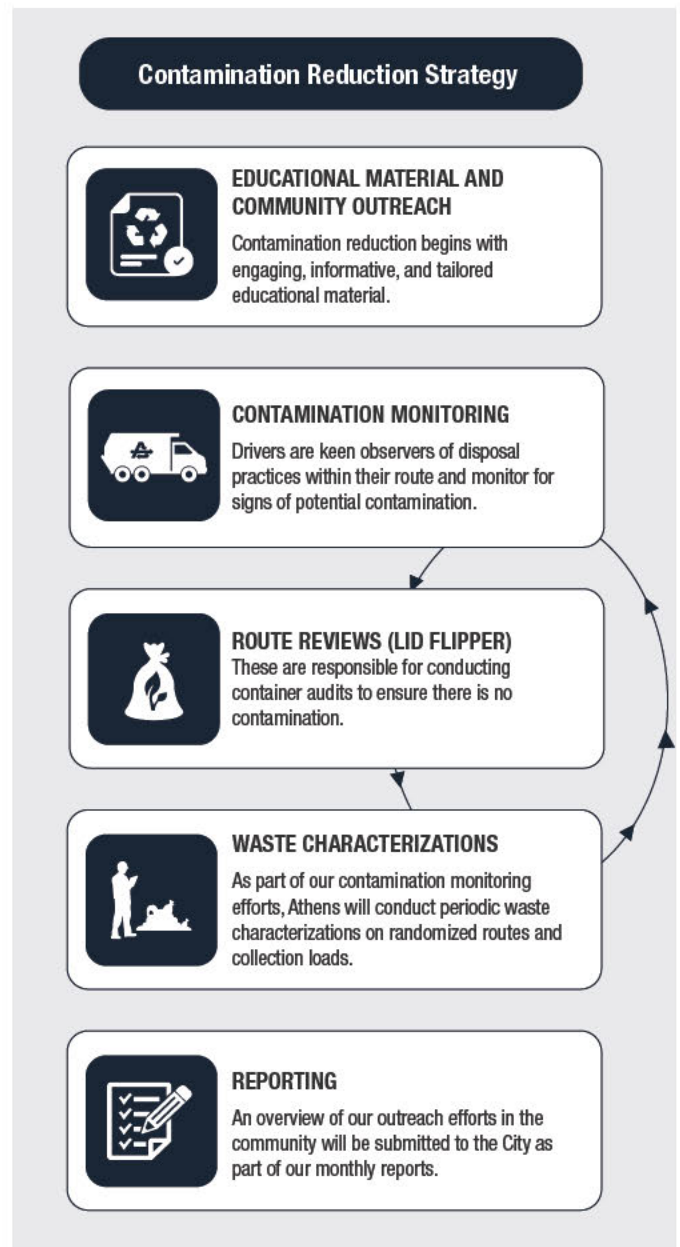 Contamination Reduction Strategy
EDUCATIONAL MATERIAL AND
COMMUNITY OUTREACH
Contamination reduction begins with
engaging, informative, and tailored
educational material.
CONTAMINATION MONITORING
Drivers are keen observers of disposal
practices within their route and monitor for
signs of potential contamination.
ROUTE REVIEWS (LID FLIPPER)
These are responsible for conducting
container audits to ensure there is no
contamination.
WASTE CHARACTERIZATIONS
As part of our contamination monitoring
efforts, Athens will conduct periodic waste
characterizations on randomized routes and
collection loads.
REPORTING
An overview of our outreach efforts in the
community will be submitted to the City as
part of our monthly reports.